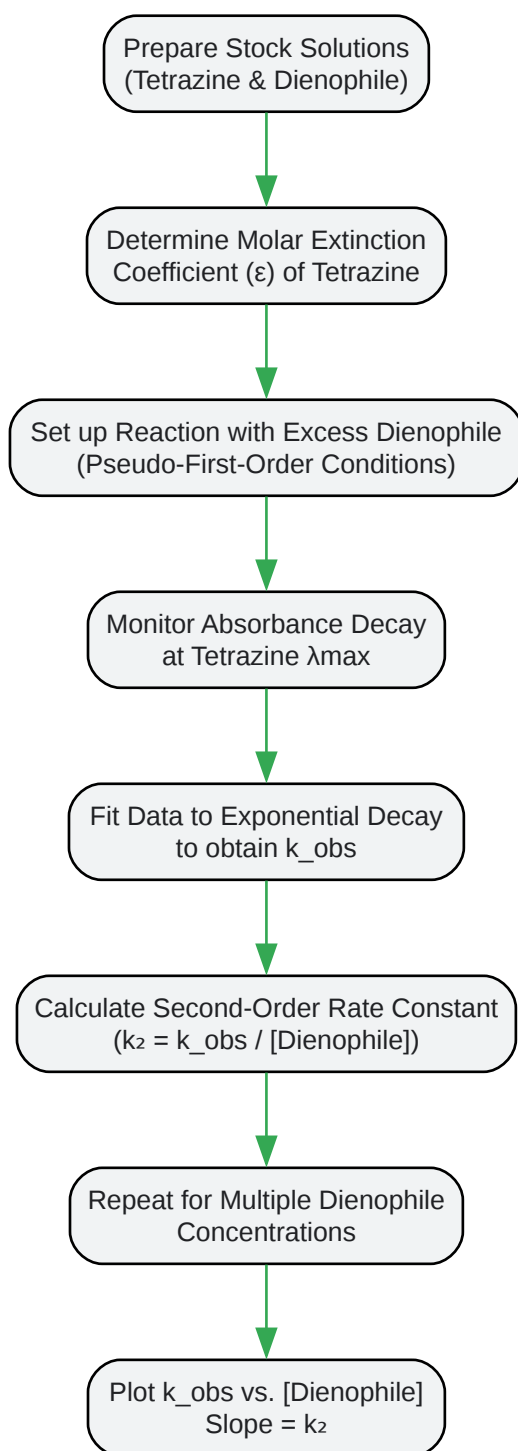 Prepare Stock Solutions
(Tetrazine & Dienophile)
Determine Molar Extinction
Coefficient (ε) of Tetrazine
Set up Reaction with Excess Dienophile
(Pseudo-First-Order Conditions)
Monitor Absorbance Decay
at Tetrazine λmax
Fit Data to Exponential Decay
to obtain k_obs
Calculate Second-Order Rate Constant
(k₂ = k_obs / [Dienophile])
Repeat for Multiple Dienophile
Concentrations
Plot k_obs vs. [Dienophile]
Slope = k₂